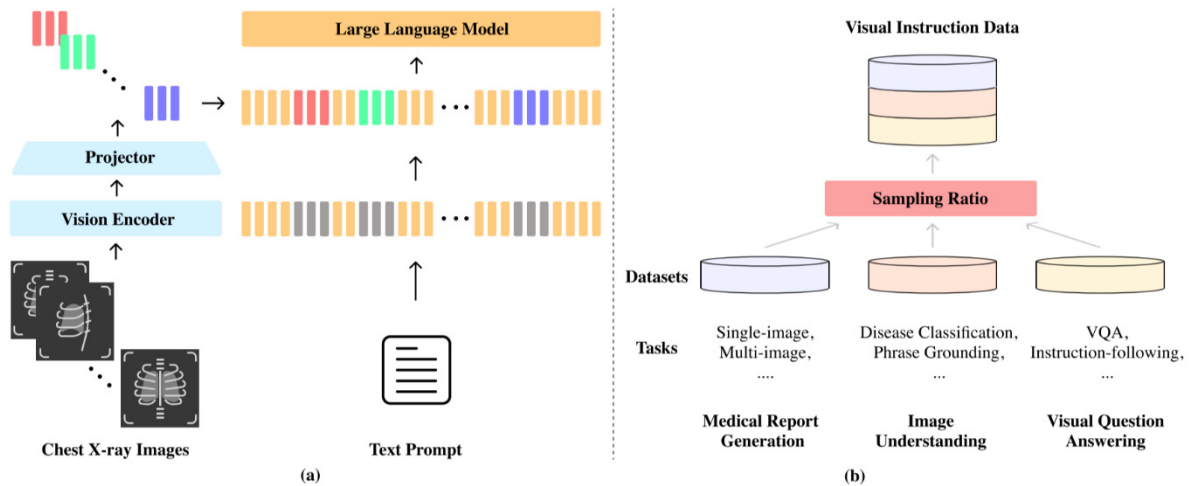 Large Language Model
Projector
Vision Encoder
Chest X-ray Images
Text Prompt
(a)
Visual Instruction Data
Sampling Ratio
Datasets
Tasks
Single-image,
Multi-image,
....
Disease Classification,
Phrase Grounding,
...
VQA,
Instruction-following,
...
Medical Report
Generation
Image
Understanding
Visual Question
Answering
(b)